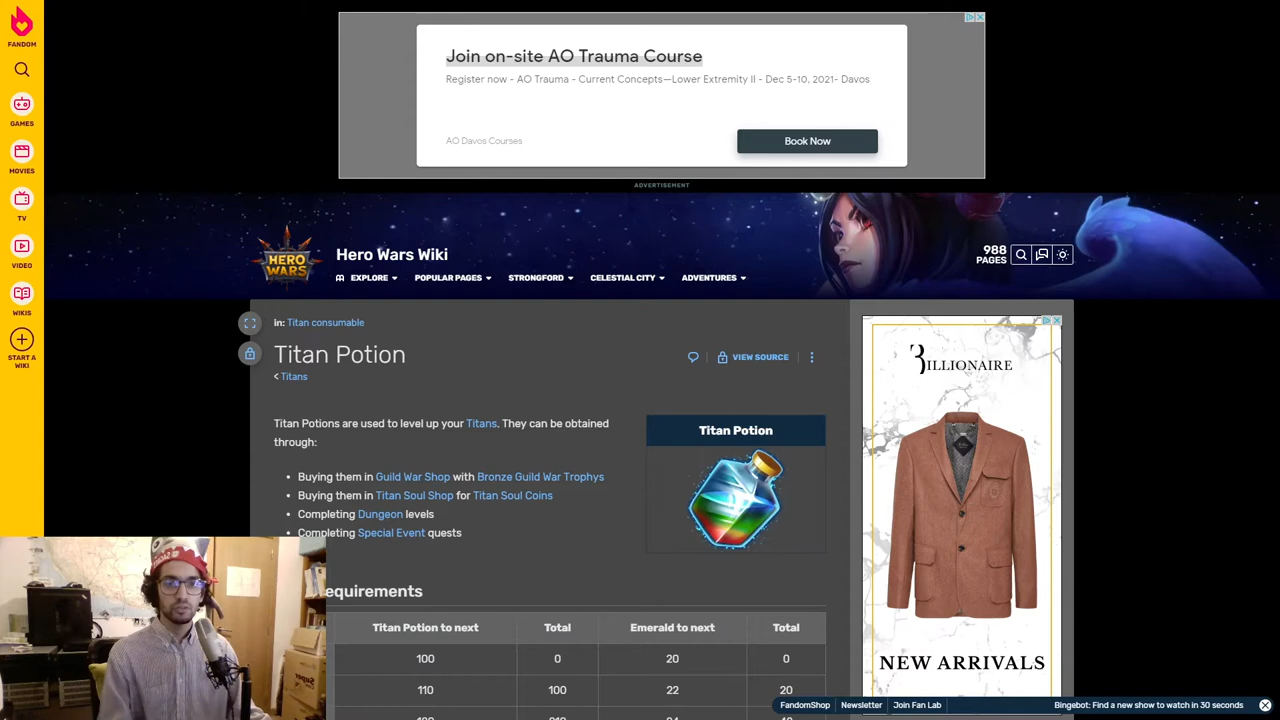 Join on-site AO Trauma Course
Register now - AO Trauma - Current Concepts—Lower Extremity II - Dec 5-10, 2021- Davos
AO Davos Courses
Book Now
ADVERTISEMENT
FANDOM
GAMES
MOVIES
TV
VIDEO
WIKIS
START A
WIKI
HERO
WARS
Hero Wars Wiki
988
PAGES
EXPLORE
POPULAR PAGES
STRONGFORD
CELESTIAL CITY
ADVENTURES
in: Titan consumable
Titan Potion
< Titans
VIEW SOURCE
Titan Potions are used to level up your Titans. They can be obtained
through:
Buying them in Guild War Shop with Bronze Guild War Trophys
Buying them in Titan Soul Shop for Titan Soul Coins
Completing Dungeon levels
Completing Special Event quests
Titan Potion
equirements
Titan Potion to next Total Emerald to next Total
100 0 20 0
110 100 22 20
BILLIONAIRE
NEW ARRIVALS
FandomShop
Newsletter
Join Fan Lab
Bingebot: Find a new show to watch in 30 seconds